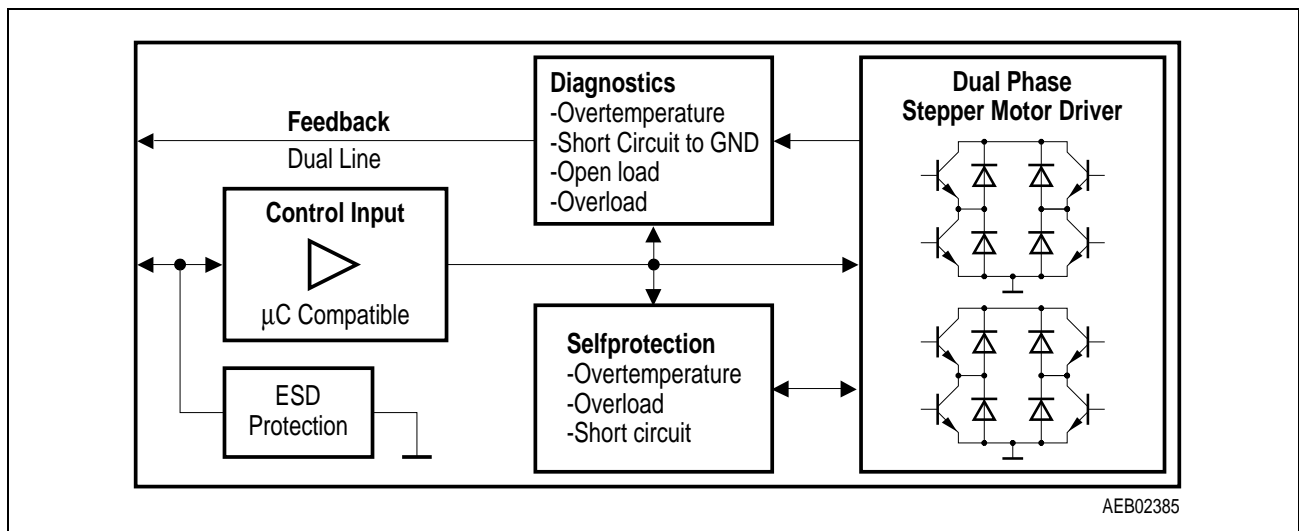 Feedback
Dual Line
Control Input
µC Compatible
ESD
Protection
Diagnostics
-Overtemperature
-Short Circuit to GND
-Open load
-Overload
Selfprotection
-Overtemperature
-Overload
-Short circuit
Dual Phase
Stepper Motor Driver
AEB02385